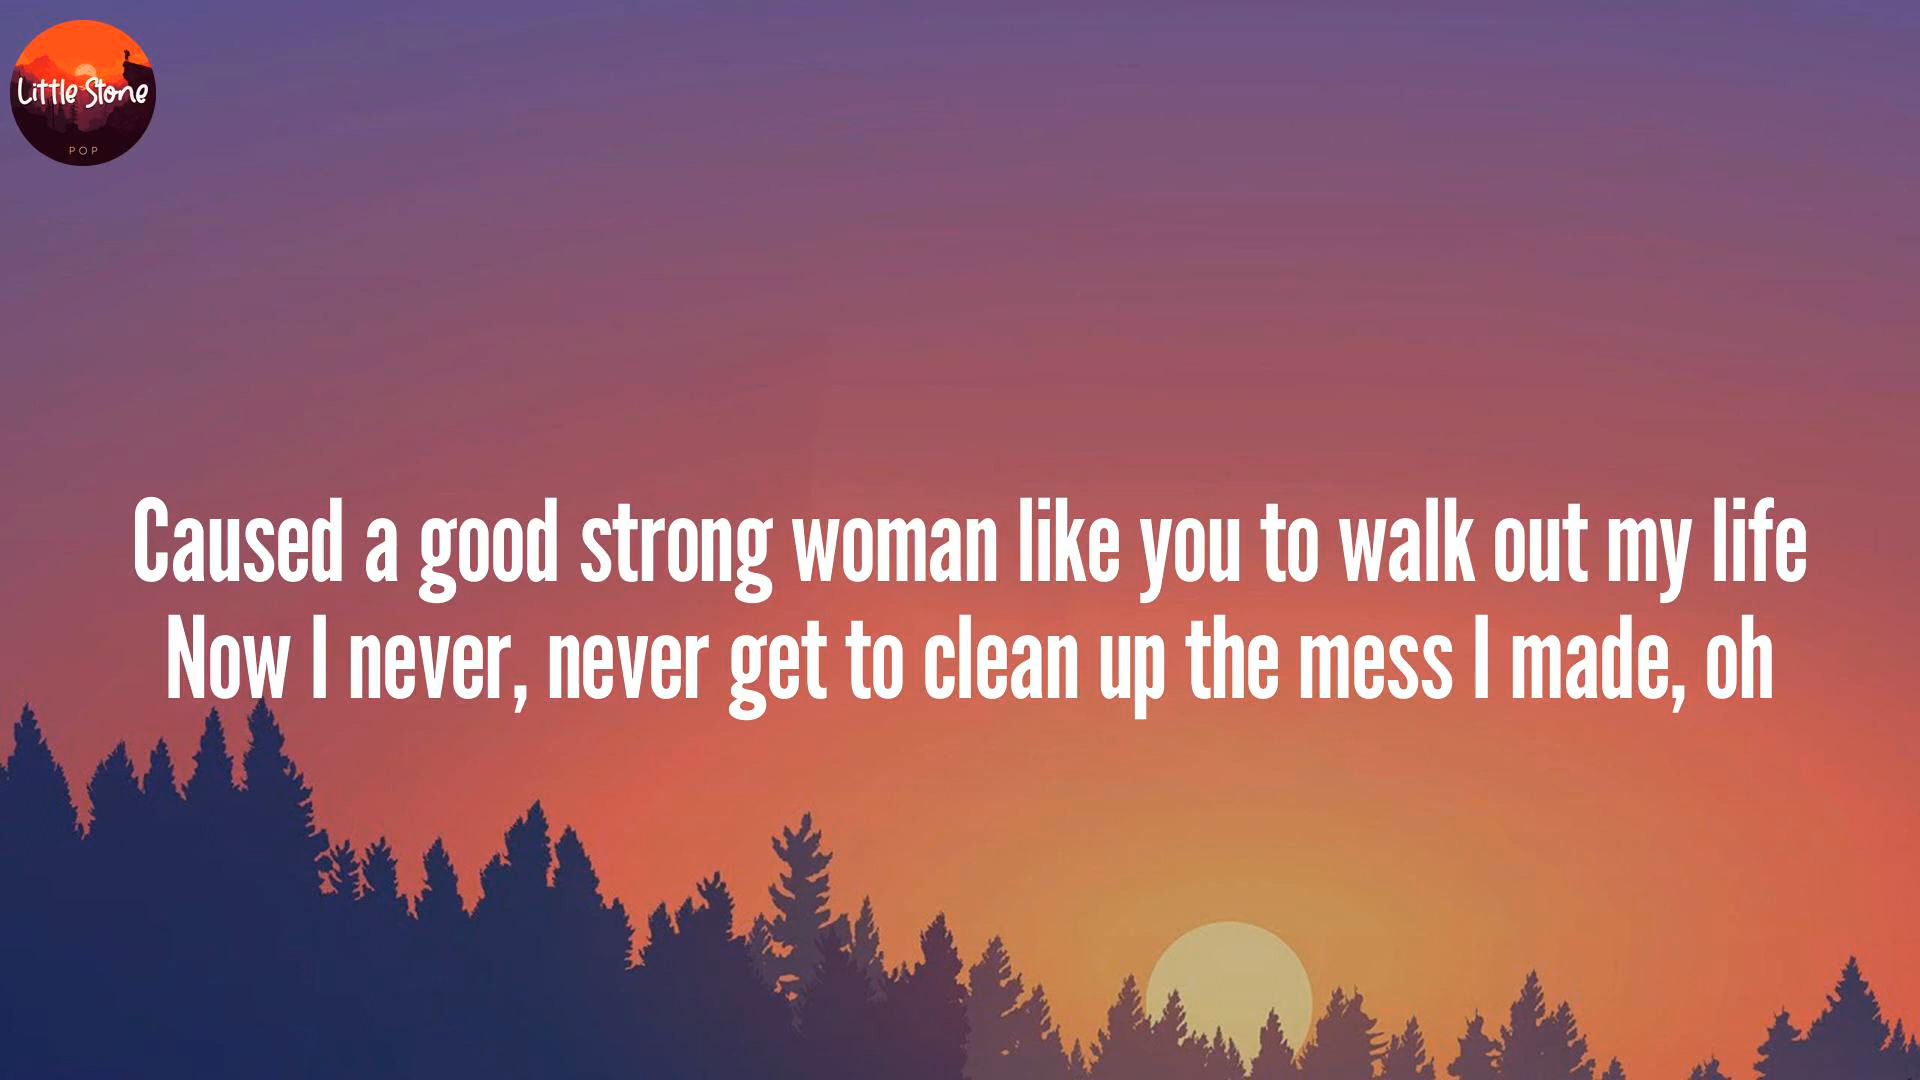 Little Stone
POP
Caused a good strong woman like you to walk out my life
Now I never, never get to clean up the mess I made, oh